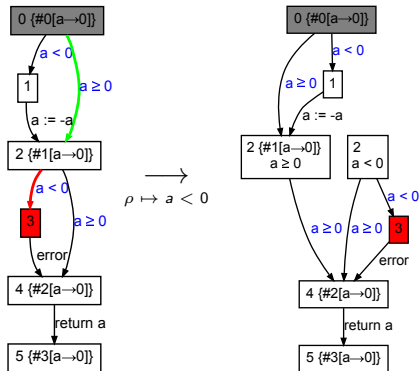 0 {#0[a→0]}
a < 0
1
a ≥ 0
a := -a
2 {#1[a→0]}
a < 0
3
a ≥ 0
error
4 {#2[a→0]}
return a
5 {#3[a→0]}
ρ ↦ a < 0
0 {#0[a→0]}
a < 0
a ≥ 0
1
a := -a
2 {#1[a→0]}
a ≥ 0
2
a < 0
a < 0
a ≥ 0
a ≥ 0
3
error
4 {#2[a→0]}
return a
5 {#3[a→0]}